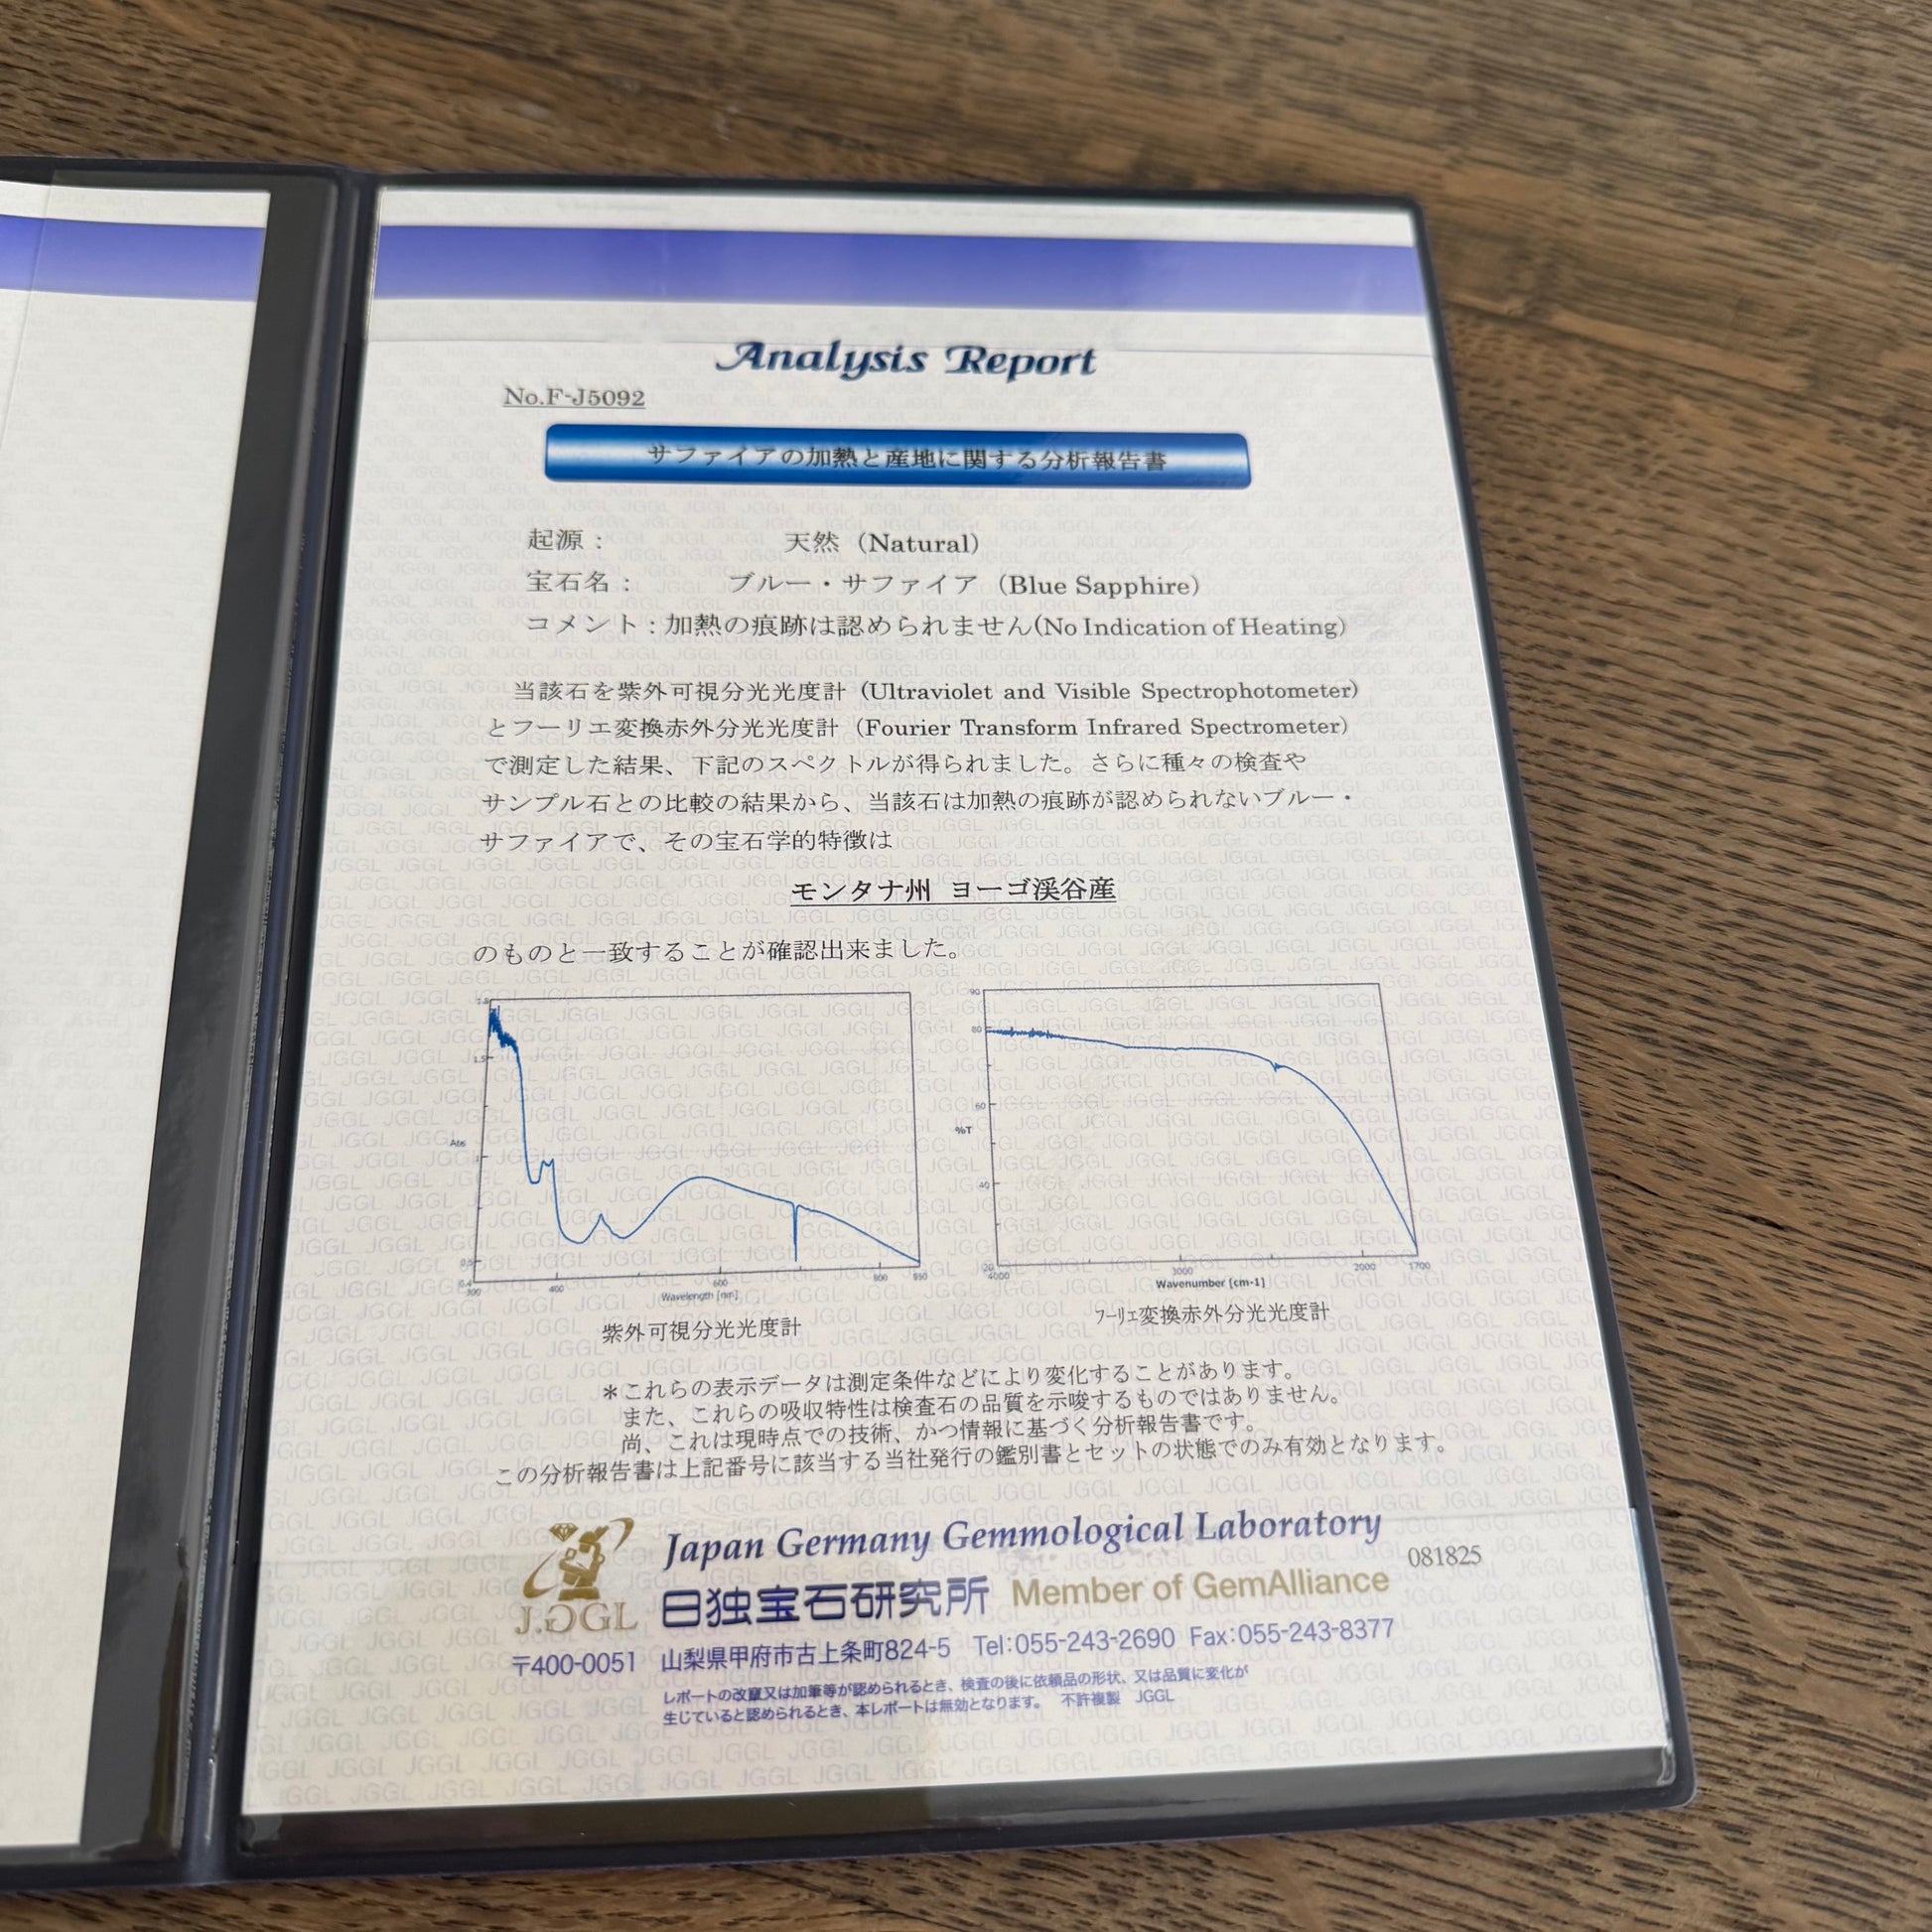 Analysis Report
No.F-J5092
サファイアの加熱と産地に関する分析報告書
起源： 天然（Natural）
宝石名： ブルー・サファイア（Blue Sapphire）
コメント：加熱の痕跡は認められません(No Indication of Heating)
当該石を紫外可視分光光度計（Ultraviolet and Visible Spectrophotometer）
とフーリエ変換赤外分光光度計（Fourier Transform Infrared Spectrometer）
で測定した結果、下記のスペクトルが得られました。さらに種々の検査や
サンプル石との比較の結果から、当該石は加熱の痕跡が認められないブルー・
サファイアで、その宝石学的特徴は
モンタナ州 ヨーゴ渓谷産
のものと一致することが確認出来ました。
1.5
Abs
1
0.5
0.4
300 400 600 800 850
Wavelength [nm]
紫外可視分光光度計
90
80
60
%T
40
20
4000 3000 2000 1700
Wavenumber [cm-1]
ﾌｰﾘｴ変換赤外分光光度計
＊これらの表示データは測定条件などにより変化することがあります。
また、これらの吸収特性は検査石の品質を示唆するものではありません。
尚、これは現時点での技術、かつ情報に基づく分析報告書です。
この分析報告書は上記番号に該当する当社発行の鑑別書とセットの状態でのみ有効となります。
J.GGL
Japan Germany Gemmological Laboratory
081825
日独宝石研究所 Member of GemAlliance
〒400-0051 山梨県甲府市古上条町824-5 Tel:055-243-2690 Fax:055-243-8377
レポートの改竄又は加筆等が認められるとき、検査の後に依頼品の形状、又は品質に変化が
生じていると認められるとき、本レポートは無効となります。 不許複製 JGGL